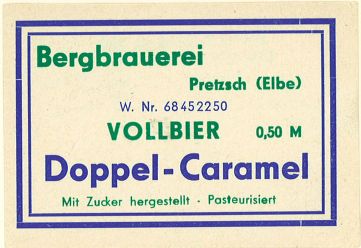 Bergbrauerei
Pretzsch (Elbe)
W. Nr. 68452250
VOLLBIER 0,50 M
Doppel-Caramel
Mit Zucker hergestellt · Pasteurisiert